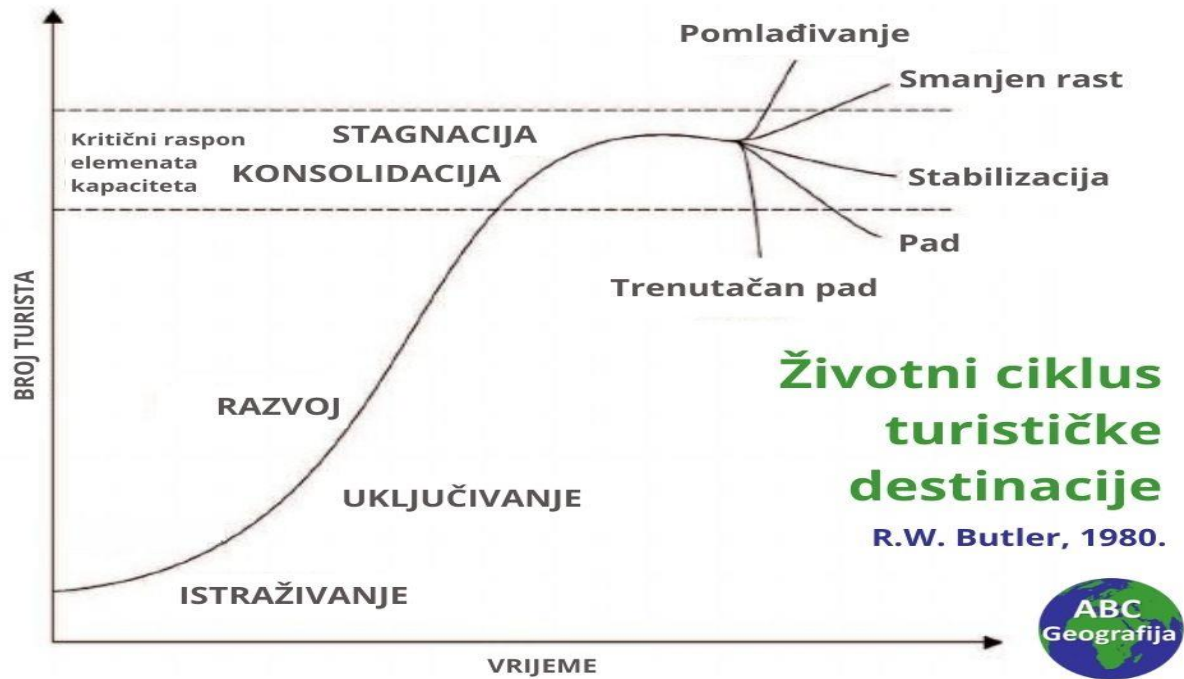 Pomlađivanje
Smanjen rast
Kritični raspon
elemenata
kapaciteta
STAGNACIJA
KONSOLIDACIJA
Stabilizacija
Pad
Trenutačan pad
BROJ TURISTA
RAZVOJ
UKLJUČIVANJE
ISTRAŽIVANJE
VRIJEME
Životni ciklus
turističke
destinacije
R.W. Butler, 1980.
ABC
Geografija